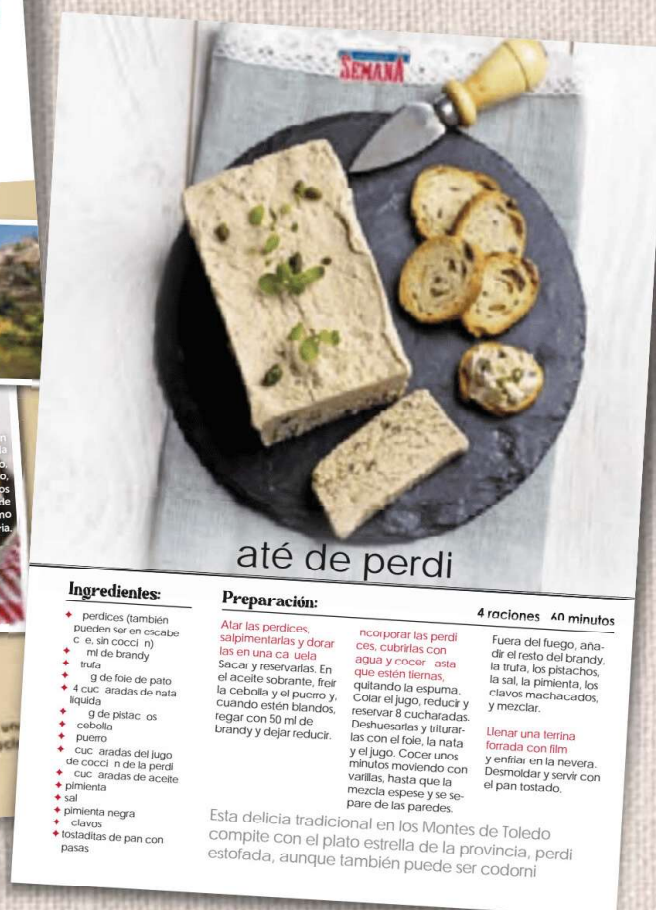 SEMANA
até de perdi
Ingredientes:
perdices (también
pueden ser en escabe
c e, sin cocci n)
ml de brandy
trufa
g de foie de pato
4 cuc aradas de nata
líquida
g de pistac os
cebolla
puerro
cuc aradas del jugo
de cocci n de la perdi
cuc aradas de aceite
pimienta
sal
pimienta negra
clavos
tostaditas de pan con
pasas
Preparación:
4 raciones 60 minutos
Atar las perdices,
salpimentarlas y dorar
las en una ca uela
Sacar y reservarlas. En
el aceite sobrante, freír
la cebolla y el puerro y,
cuando estén blandos,
regar con 50 ml de
brandy y dejar reducir.
ncorporar las perdi
ces, cubrirlas con
agua y cocer asta
que estén tiernas,
quitando la espuma.
Colar el jugo, reducir y
reservar 8 cucharadas.
Deshuesarlas y triturar-
las con el foie, la nata
y el jugo. Cocer unos
minutos moviendo con
varillas, hasta que la
mezcla espese y se se-
pare de las paredes.
Fuera del fuego, aña-
dir el resto del brandy,
la truta, los pistachos,
la sal, la pimienta, los
clavos machacados,
y mezclar.
Llenar una terrina
forrada con film
y enfriar en la nevera.
Desmoldar y servir con
el pan tostado.
Esta delicia tradicional en los Montes de Toledo
compite con el plato estrella de la provincia, perdi
estofada, aunque también puede ser codorni